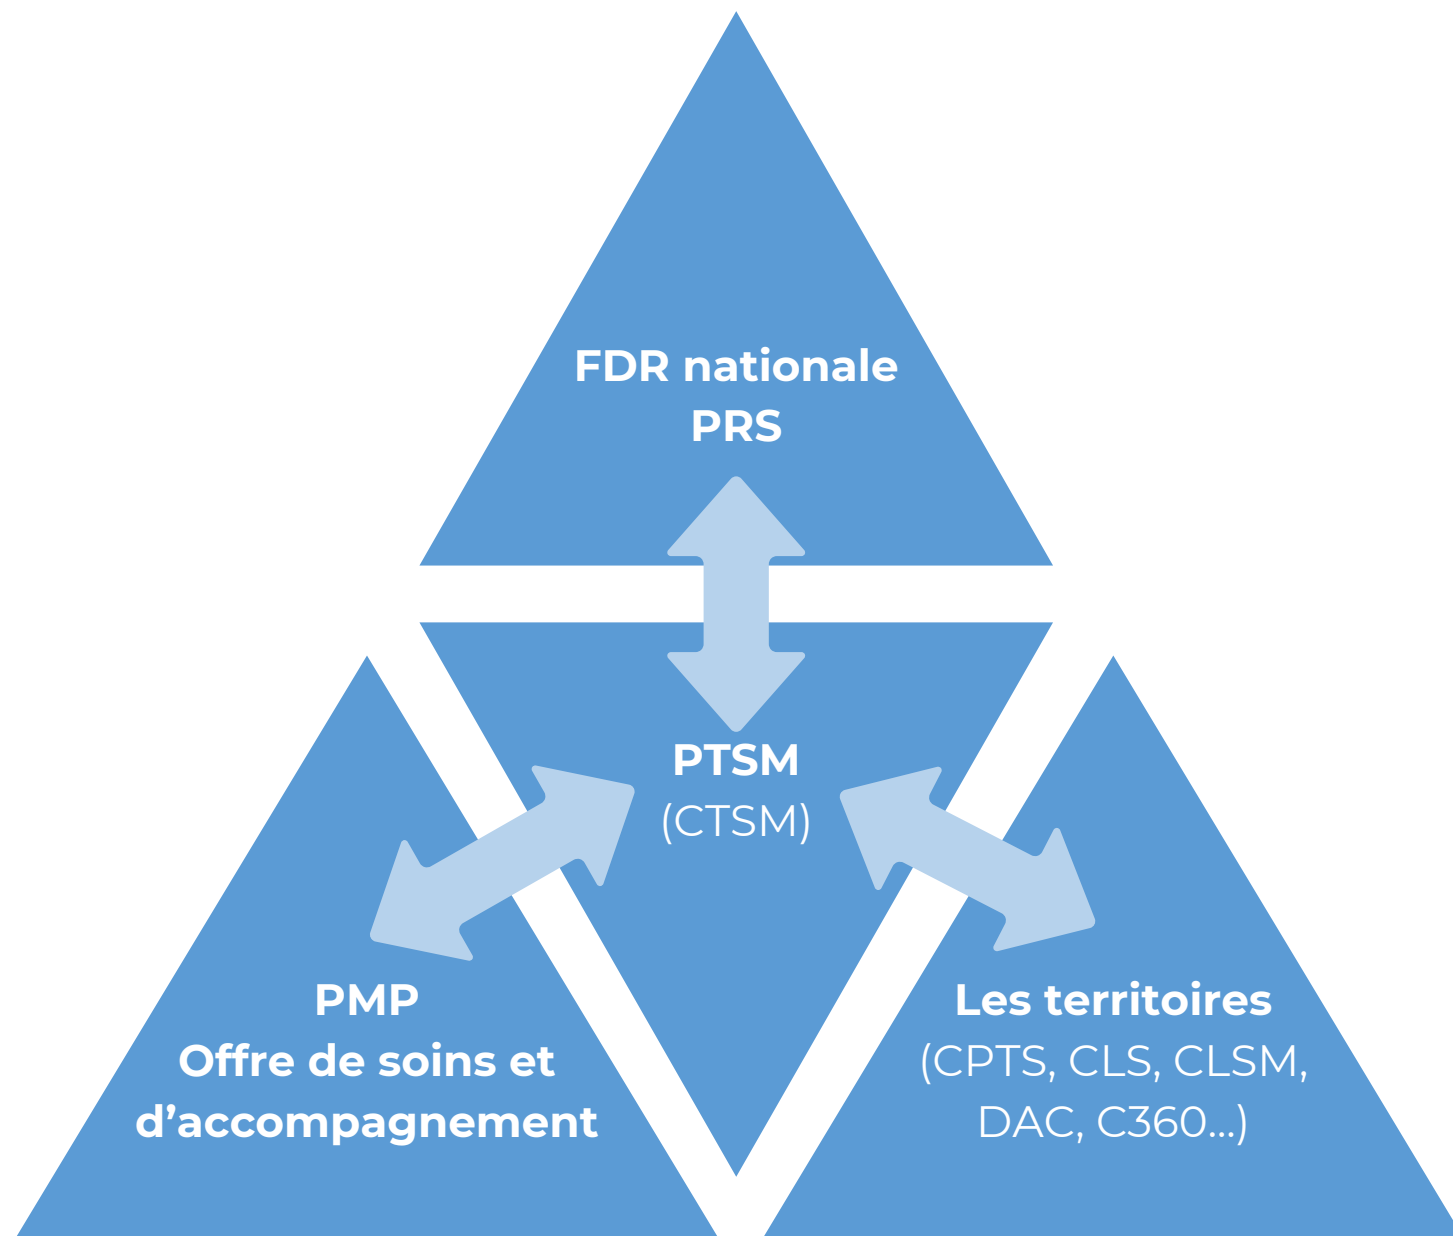 FDR nationale
PRS
PTSM
(CTSM)
PMP
Offre de soins et
d’accompagnement
Les territoires
(CPTS, CLS, CLSM,
DAC, C360...)